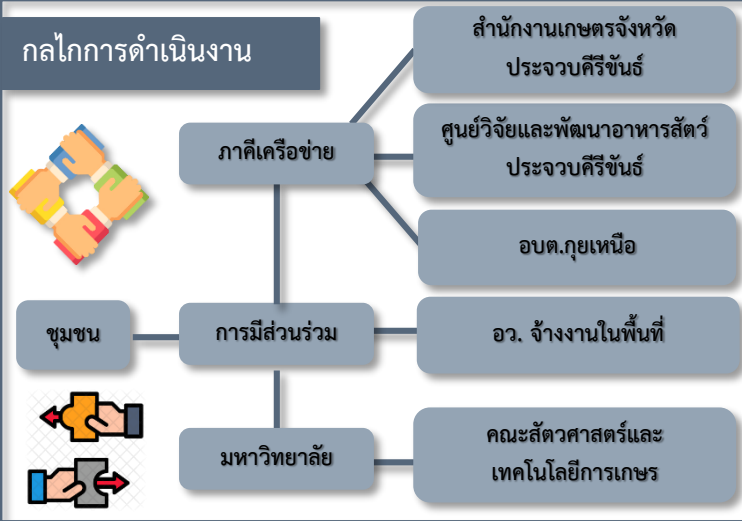 กลไกการดำเนินงาน
สำนักงานเกษตรจังหวัด
ประจวบคีรีขันธ์
ภาคีเครือข่าย
ศูนย์วิจัยและพัฒนาอาหารสัตว์
ประจวบคีรีขันธ์
อบต.กุยเหนือ
ชุมชน
การมีส่วนร่วม
อว. จ้างงานในพื้นที่
มหาวิทยาลัย
คณะสัตวศาสตร์และ
เทคโนโลยีการเกษร